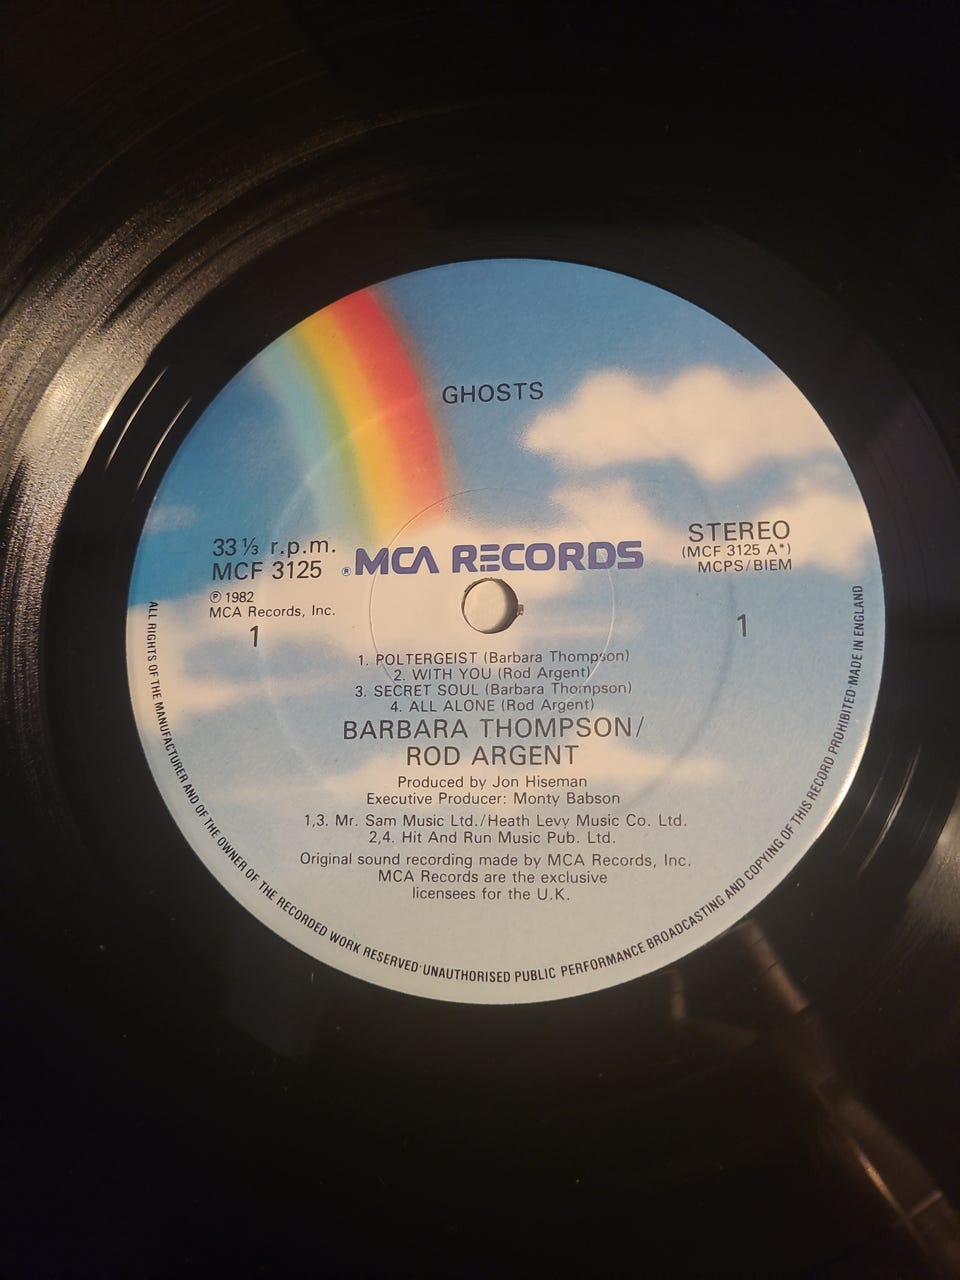 GHOSTS
33⅓ r.p.m.
MCF 3125
® MCA RECORDS
STEREO
(MCF 3125 A*)
MCPS/BIEM
℗ 1982
MCA Records, Inc.
1
1
1. POLTERGEIST (Barbara Thompson)
2. WITH YOU (Rod Argent)
3. SECRET SOUL (Barbara Thompson)
4. ALL ALONE (Rod Argent)
BARBARA THOMPSON/
ROD ARGENT
Produced by Jon Hiseman
Executive Producer: Monty Babson
1,3. Mr. Sam Music Ltd./Heath Levy Music Co. Ltd.
2,4. Hit And Run Music Pub. Ltd.
Original sound recording made by MCA Records, Inc.
MCA Records are the exclusive
licensees for the U.K.
ALL RIGHTS OF THE MANUFACTURER AND OF THE OWNER OF THE RECORDED WORK RESERVED·UNAUTHORISED PUBLIC PERFORMANCE BROADCASTING AND COPYING OF THIS RECORD PROHIBITED·MADE IN ENGLAND